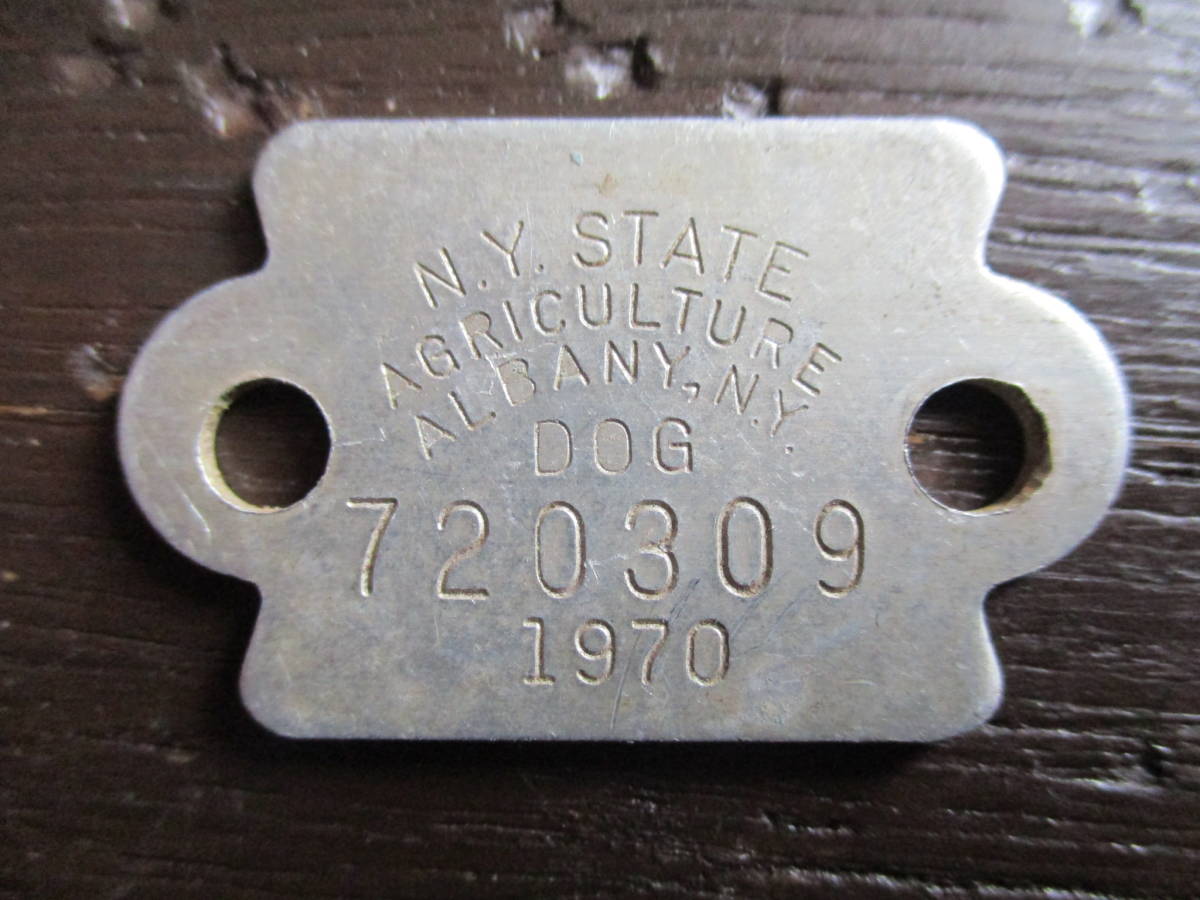 N.Y. STATE
AGRICULTURE
ALBANY, N.Y.
DOG
720309
1970